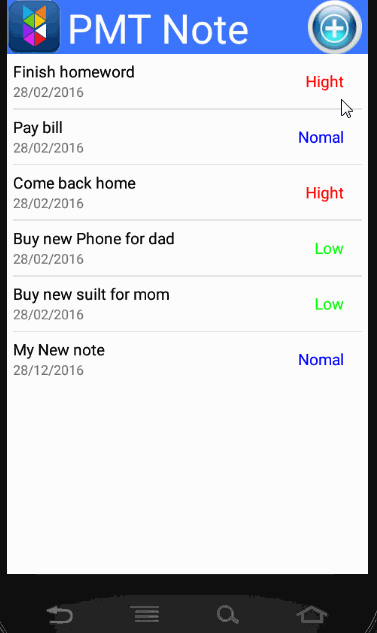 PMT Note
Finish homeword
28/02/2016
Hight
Pay bill
28/02/2016
Nomal
Come back home
28/02/2016
Hight
Buy new Phone for dad
28/02/2016
Low
Buy new suilt for mom
28/02/2016
Low
My New note
28/12/2016
Nomal